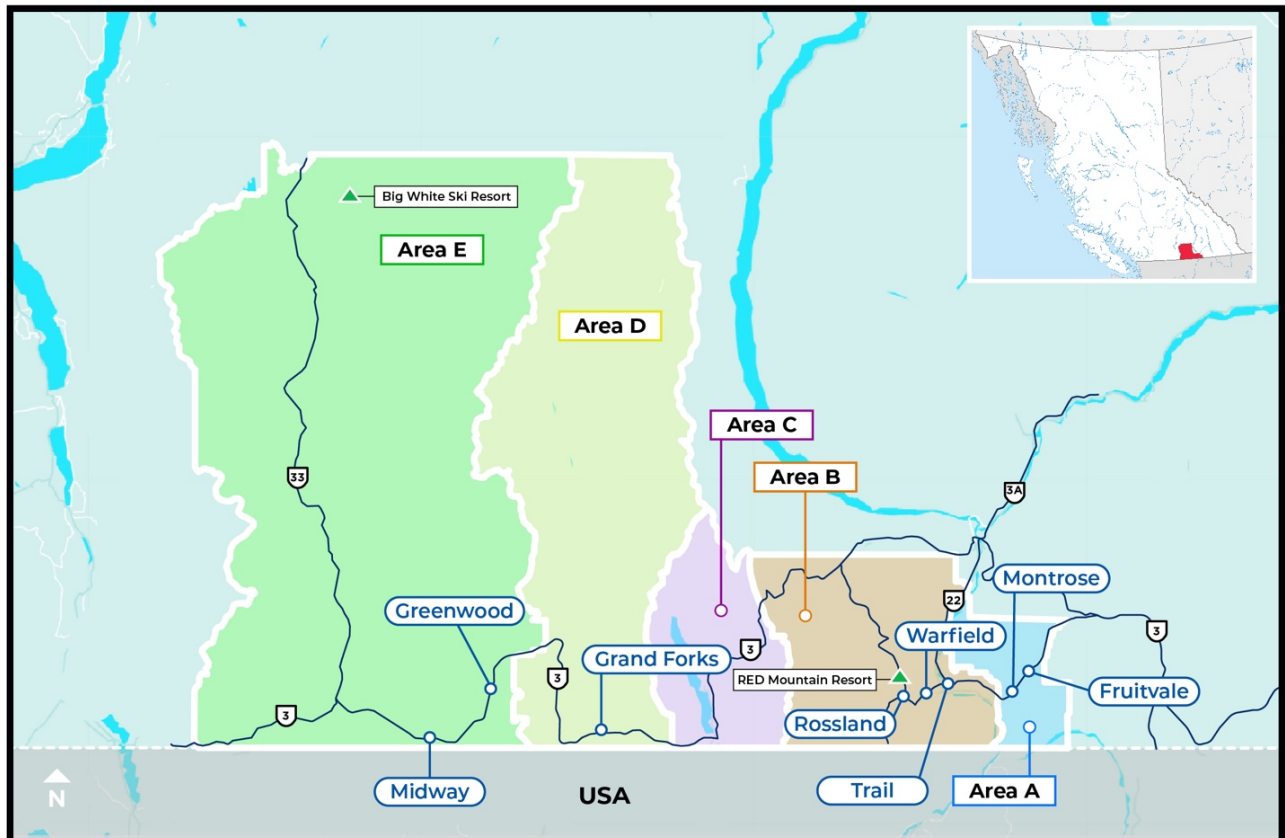 Big White Ski Resort
Area E
Area D
Area C
Area B
33
3A
Greenwood
Montrose
22
Warfield
3
3
Grand Forks
3
RED Mountain Resort
Fruitvale
3
Rossland
Midway
USA
Trail
Area A
N